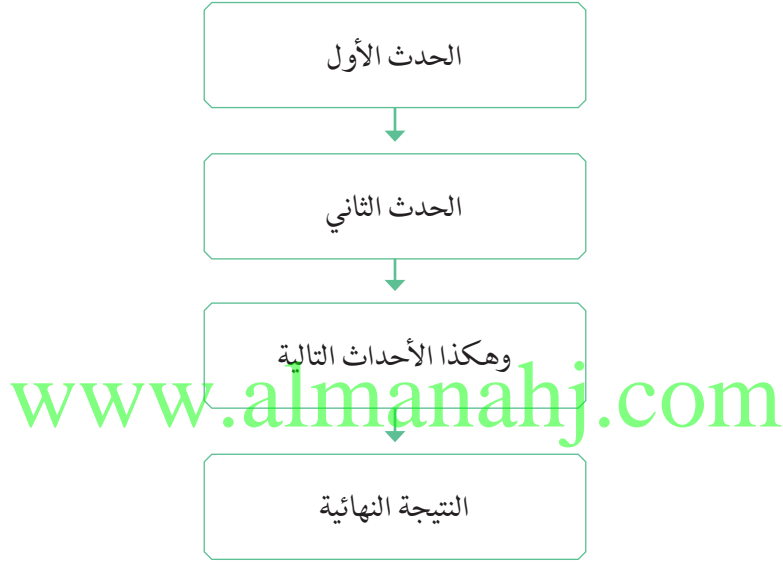 الحدث الأول
الحدث الثاني
وهكذا الأحداث التالية
www.almanahj.com
النتيجة النهائية